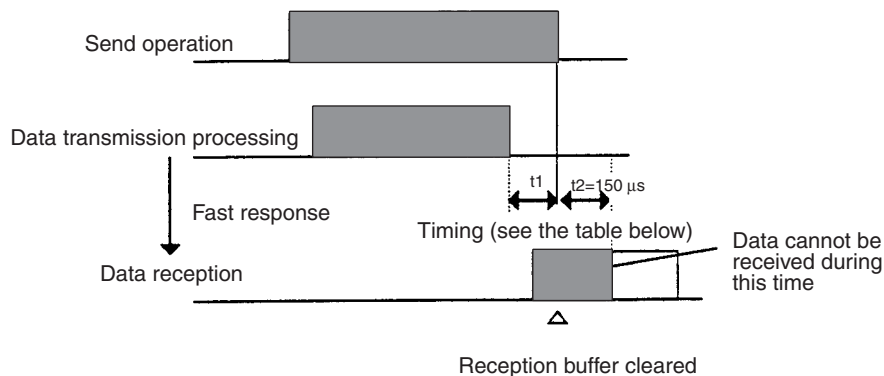 Send operation
Data transmission processing
t1
t2=150 μs
Fast response
Timing (see the table below)
Data cannot be
received during
this time
Data reception
Reception buffer cleared